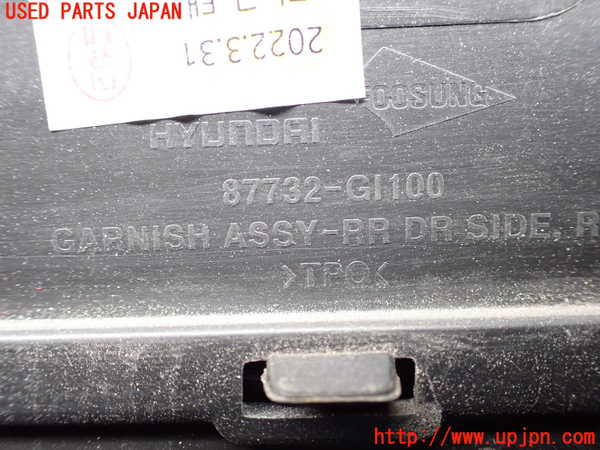 USED PARTS JAPAN
2022.3.31
OOSUNG
HYUNDAI
87732-GI100
GARNISH ASSY-RR DR SIDE, R
>TPO<
http://www.upjpn.com/